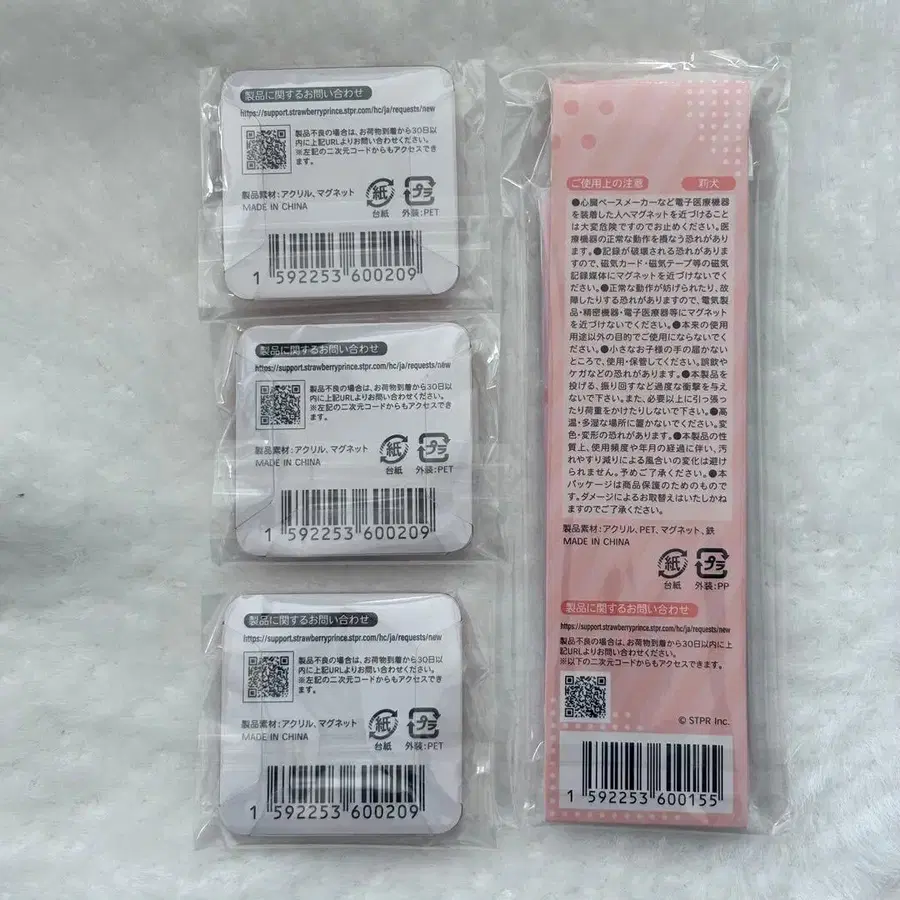 製品に関するお問い合わせ
https://support.strawberryprince.stpr.com/hc/ja/requests/new
製品不良の場合は、お荷物到着から30日以
内に上記URLよりお問い合わせください。
※左記の二次元コードからもアクセスでき
ます。
製品素材:アクリル、マグネット
MADE IN CHINA
紙
台紙
プラ
外装:PET
1 592253 600209
製品に関するお問い合わせ
https://support.strawberryprince.stpr.com/hc/ja/requests/new
製品不良の場合は、お荷物到着から30日以
内に上記URLよりお問い合わせください。
※左記の二次元コードからもアクセスでき
ます。
製品素材:アクリル、マグネット
MADE IN CHINA
紙
台紙
プラ
外装:PET
1 592253 600209
製品に関するお問い合わせ
https://support.strawberryprince.stpr.com/hc/ja/requests/new
製品不良の場合は、お荷物到着から30日以
内に上記URLよりお問い合わせください。
※左記の二次元コードからもアクセスでき
ます。
製品素材:アクリル、マグネット
MADE IN CHINA
紙
台紙
プラ
外装:PET
1 592253 600209
ご使用上の注意 莉犬
●心臓ペースメーカーなど電子医療機器
を装着した人へマグネットを近づけること
は大変危険ですのでお止めください。医
療機器の正常な動作を損なう恐れがあり
ます。●記録が破壊される恐れがありま
すので、磁気カード・磁気テープ等の磁気
記録媒体にマグネットを近づけないでく
ださい。●正常な動作が妨げられたり、故
障したりする恐れがありますので、電気製
品・精密機器・電子医療器等にマグネット
を近づけないでください。●本来の使用
用途以外の目的でご使用にならないでく
ださい。●小さなお子様の手の届かない
ところで、使用・保管してください。誤飲や
ケガなどの恐れがあります。●本製品を
投げる、振り回すなど過度な衝撃を与え
ないで下さい。また、必要以上に引っ張っ
たり荷重をかけたりしないで下さい。●高
温・多湿な場所に置かないでください。変
色・変形の恐れがあります。●本製品の性
質上、使用頻度や年月の経過に伴い、汚
れやすり減りによる風合いの変化は避け
られません。予めご了承ください。●本
パッケージは商品保護のためのもので
す。ダメージによるお取替えはいたしかね
ますのでご了承ください。
製品素材:アクリル、PET、マグネット、鉄
MADE IN CHINA
紙
台紙
プラ
外装:PP
製品に関するお問い合わせ
https://support.strawberryprince.stpr.com/hc/ja/requests/new
製品不良の場合は、お荷物到着から30日以
内に上記URLよりお問い合わせください。
※以下の二次元コードからもアクセスできます。
© STPR Inc.
1 592253 600155